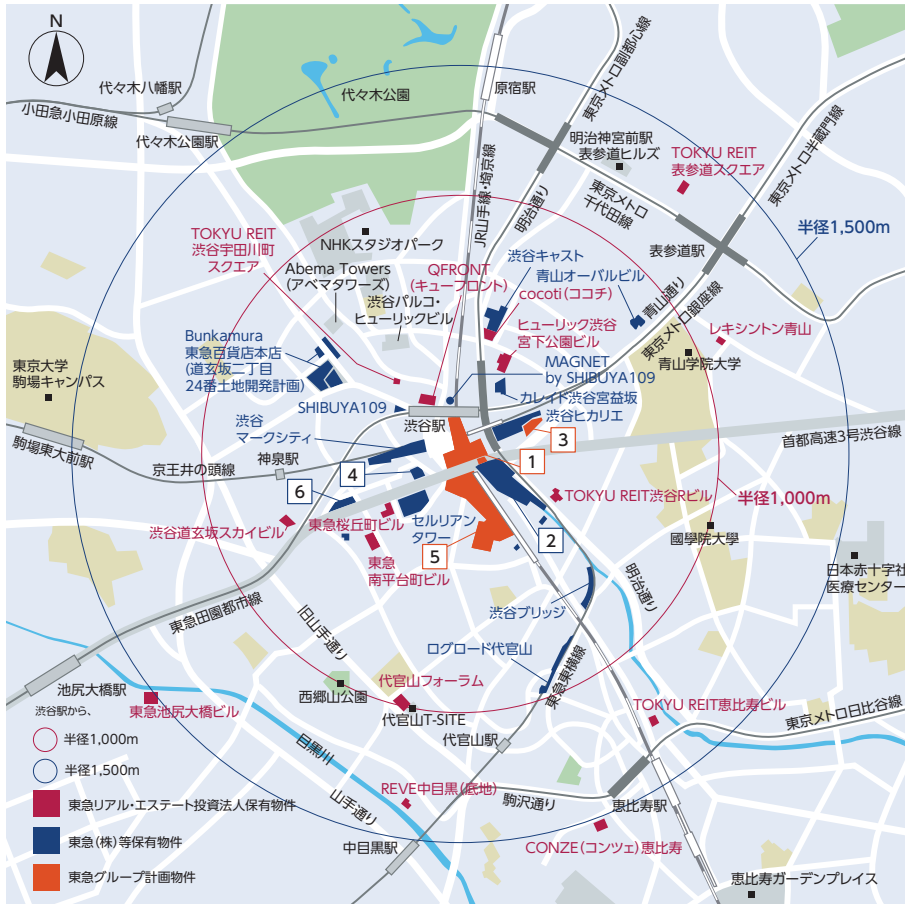 N
代々木八幡駅
小田急小田原線
代々木公園駅
代々木公園
原宿駅
東京メトロ副都心線
明治神宮前駅
表参道ヒルズ
TOKYU REIT
表参道スクエア
東京メトロ半蔵門線
JR山手線・埼京線
明治通り
東京メトロ
千代田線
表参道駅
半径1,500m
TOKYU REIT
渋谷宇田川町
スクエア
NHKスタジオパーク
Abema Towers
(アベマタワーズ)
渋谷パルコ・
ヒューリックビル
QFRONT
(キューフロント)
渋谷キャスト
青山オーバルビル
cocoti(ココチ)
青山通り
東京メトロ銀座線
レキシントン青山
青山学院大学
ヒューリック渋谷
宮下公園ビル
Bunkamura
東急百貨店本店
(道玄坂二丁目
24番土地開発計画)
MAGNET
by SHIBUYA109
カレイド渋谷宮益坂
東京大学
駒場キャンパス
SHIBUYA109
渋谷駅
渋谷ヒカリエ
渋谷
マークシティ
3
首都高速3号渋谷線
駒場東大前駅
京王井の頭線
神泉駅
1
4
6
TOKYU REIT渋谷Rビル
半径1,000m
渋谷道玄坂スカイビル
東急桜丘町ビル
セルリアン
タワー
2
國學院大學
東急
南平台町ビル
5
明治通り
日本赤十字社
医療センター
東急田園都市線
旧山手通り
渋谷ブリッジ
ログロード代官山
東急東横線
池尻大橋駅
東急池尻大橋ビル
西郷山公園
代官山フォーラム
代官山T-SITE
TOKYU REIT恵比寿ビル
東京メトロ日比谷線
代官山駅
目黒川
山手通り
REVE中目黒(底地)
駒沢通り
恵比寿駅
中目黒駅
CONZE(コンツェ)恵比寿
恵比寿ガーデンプレイス
渋谷駅から、
半径1,000m
半径1,500m
東急リアル・エステート投資法人保有物件
東急(株)等保有物件
東急グループ計画物件